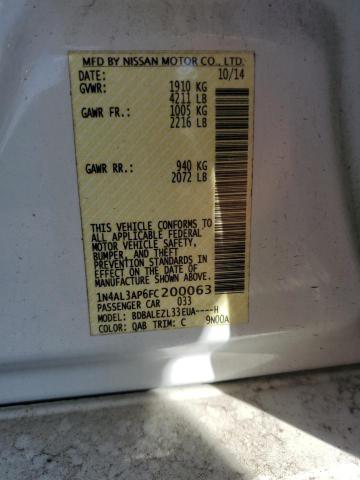 MFD BY NISSAN MOTOR CO., LTD.
DATE: 10/14
GVWR: 1910 KG
4211 LB
GAWR FR.: 1005 KG
2216 LB
GAWR RR.: 940 KG
2072 LB
THIS VEHICLE CONFORMS TO
ALL APPLICABLE FEDERAL
MOTOR VEHICLE SAFETY,
BUMPER, AND THEFT
PREVENTION STANDARDS IN
EFFECT ON THE DATE OF
MANUFACTURE SHOWN ABOVE.
1N4AL3AP6FC200063
PASSENGER CAR 033
MODEL: BDBALEZL33EUA----H
COLOR: QAB TRIM: C 9N00A